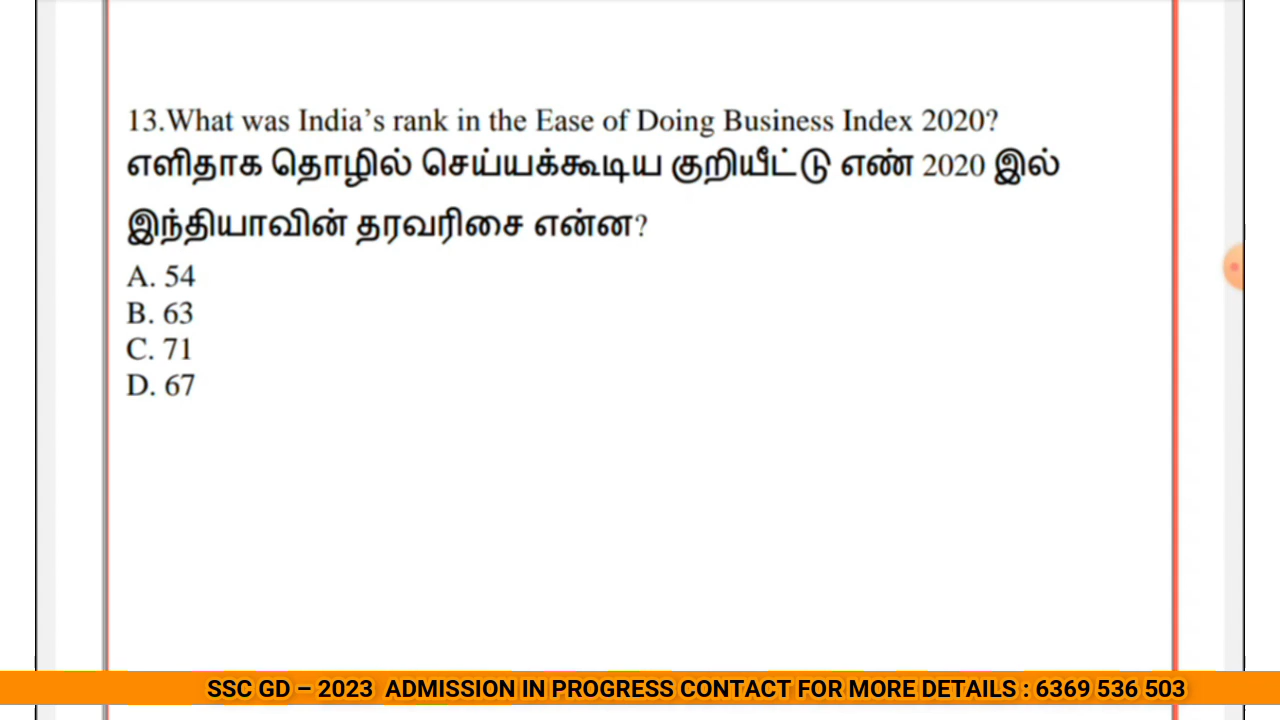 13.What was India’s rank in the Ease of Doing Business Index 2020?
எளிதாக தொழில் செய்யக்கூடிய குறியீட்டு எண் 2020 இல்
இந்தியாவின் தரவரிசை என்ன?
A. 54
B. 63
C. 71
D. 67
SSC GD – 2023 ADMISSION IN PROGRESS CONTACT FOR MORE DETAILS : 6369 536 503